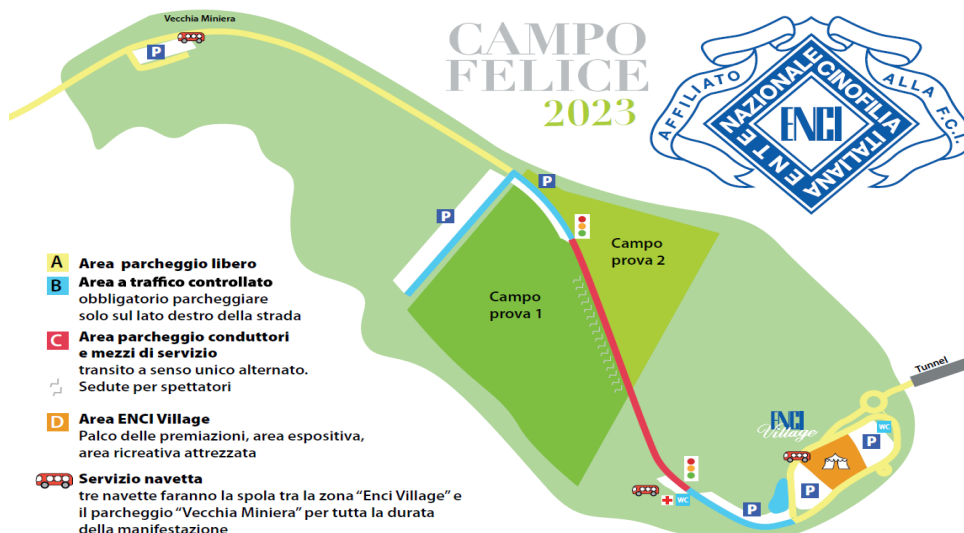 Vecchia Miniera
P
CAMPO
FELICE
2023
AFFILIATO
ALLA F.C.I.
ENTE NAZIONALE CINOFILIA ITALIANA
ENCI
P
P
Campo
prova 2
Campo
prova 1
A Area parcheggio libero
B Area a traffico controllato
obbligatorio parcheggiare
solo sul lato destro della strada
C Area parcheggio conduttori
e mezzi di servizio
transito a senso unico alternato.
Sedute per spettatori
D Area ENCI Village
Palco delle premiazioni, area espositiva,
area ricreativa attrezzata
Servizio navetta
tre navette faranno la spola tra la zona “Enci Village” e
il parcheggio “Vecchia Miniera” per tutta la durata
della manifestazione
Tunnel
ENCI
Village
WC
P
P
WC
P